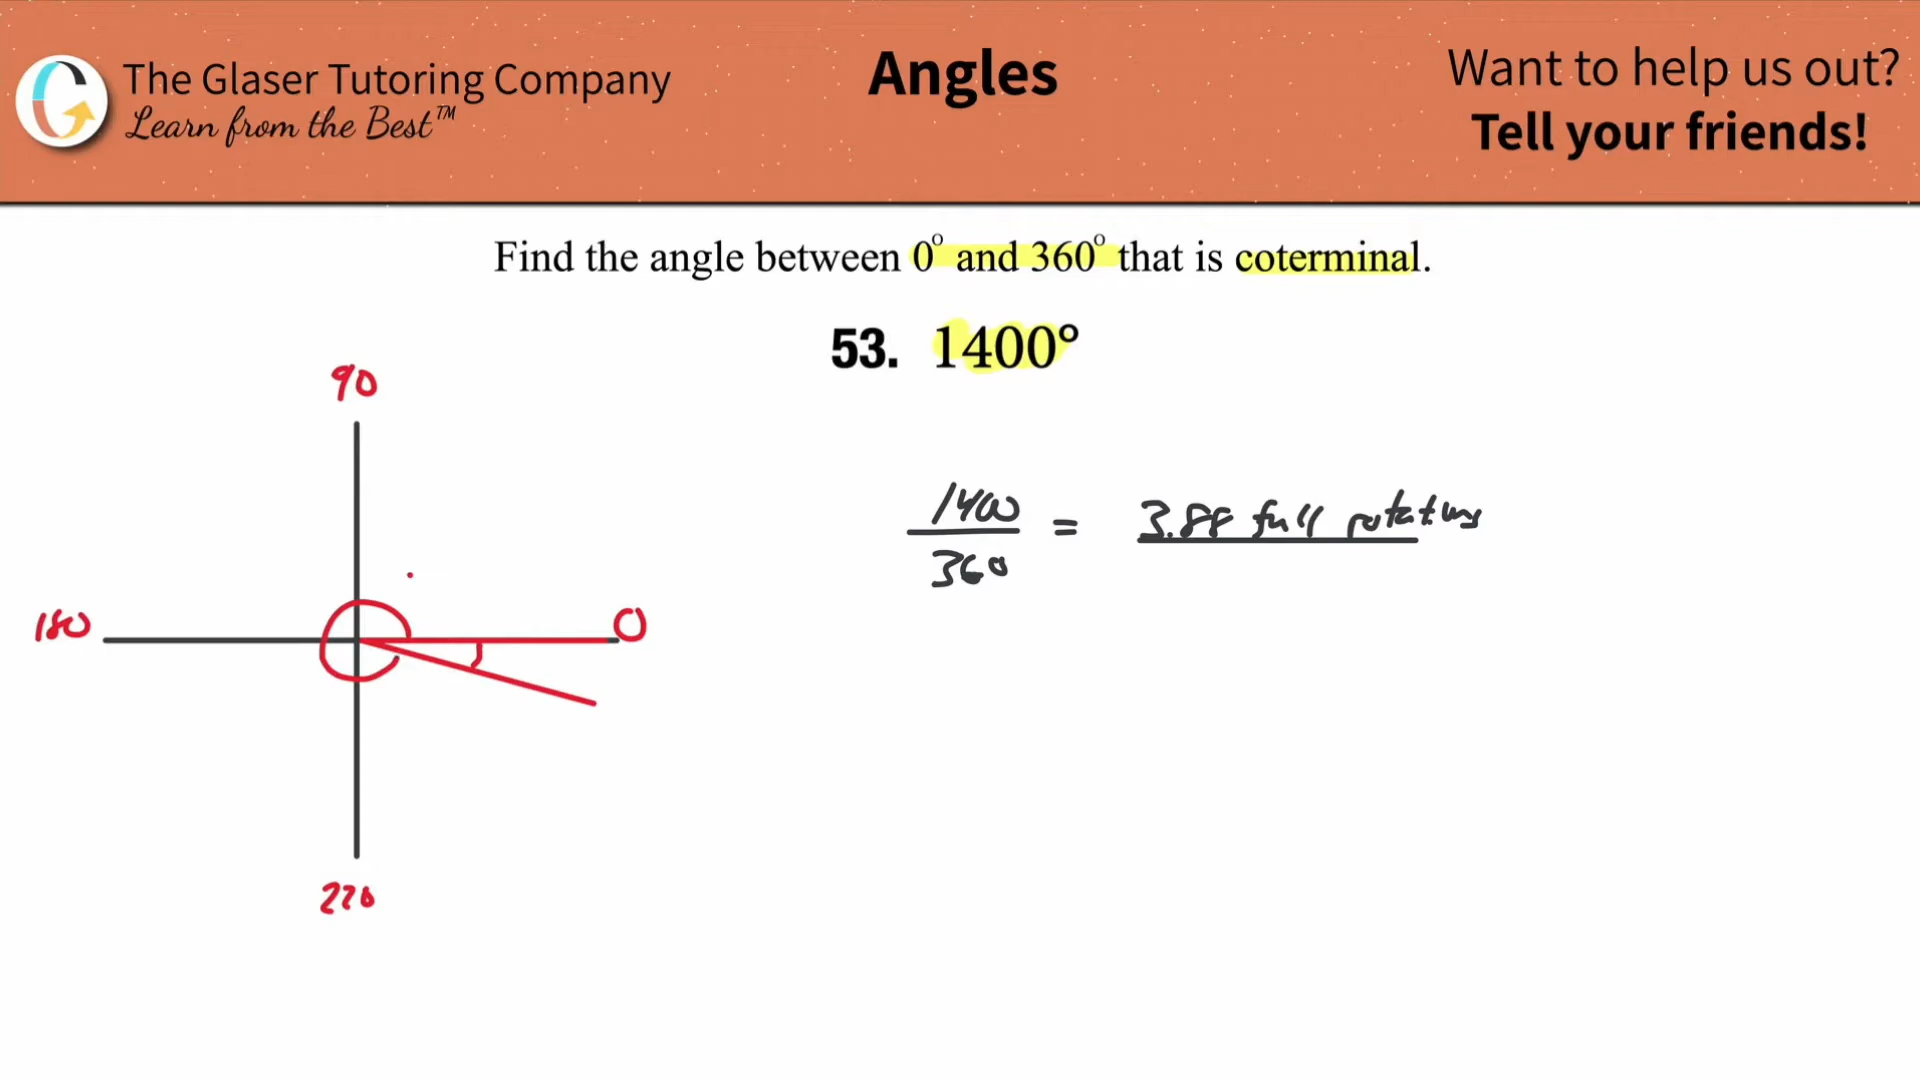 The Glaser Tutoring Company
Learn from the Best™
Angles
Want to help us out?
Tell your friends!
Find the angle between 0° and 360° that is coterminal.
53. 1400°
90
180
0
270
1400
360
= 3.88 full rotations